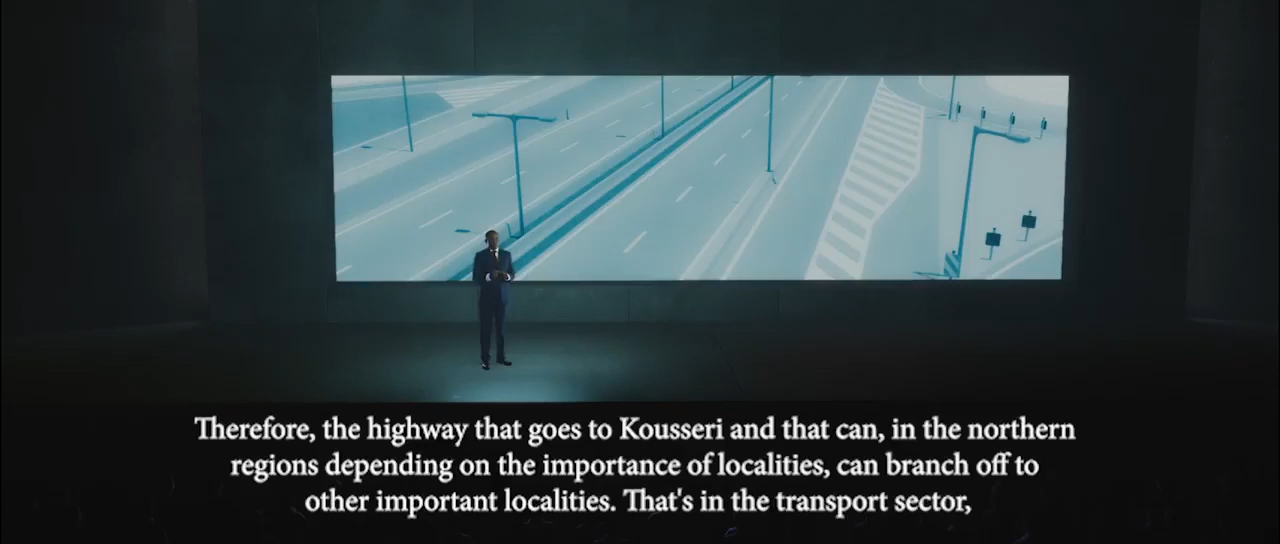 Therefore, the highway that goes to Kousseri and that can, in the northern
regions depending on the importance of localities, can branch off to
other important localities. That's in the transport sector,